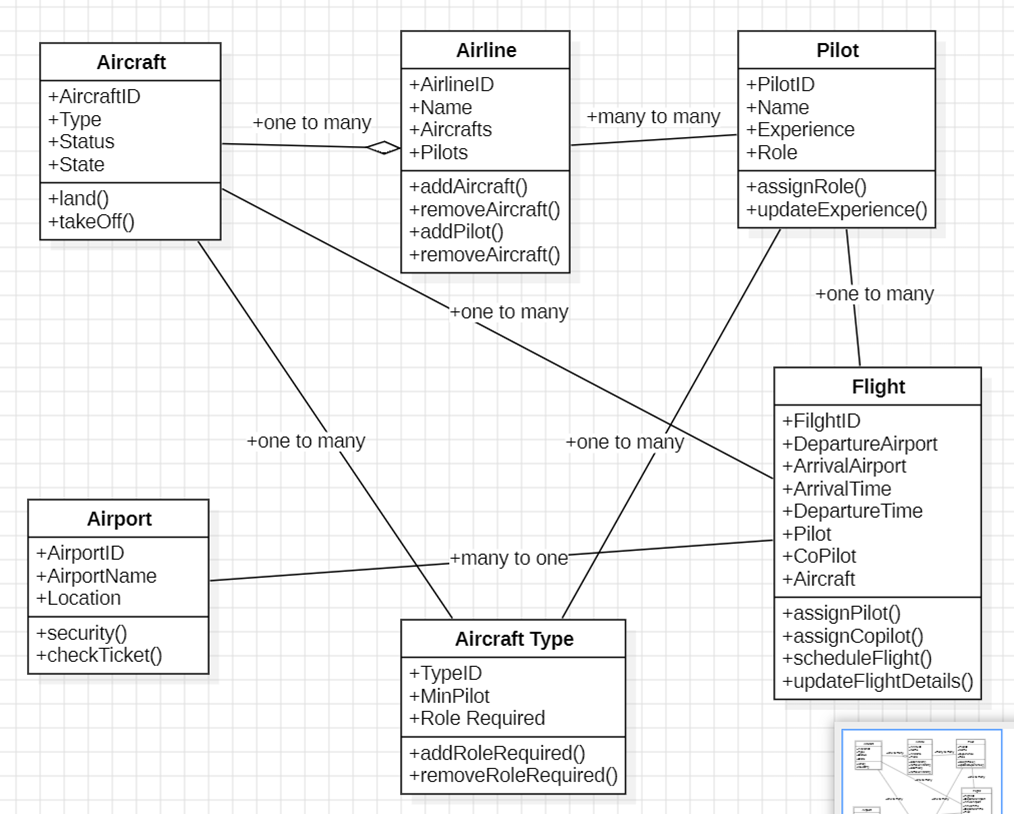 Aircraft
+AircraftID
+Type
+Status
+State
+land()
+takeOff()
+one to many
Airline
+AirlineID
+Name
+Aircrafts
+Pilots
+addAircraft()
+removeAircraft()
+addPilot()
+removeAircraft()
+many to many
Pilot
+PilotID
+Name
+Experience
+Role
+assignRole()
+updateExperience()
+one to many
+one to many
+one to many
+one to many
Flight
+FilghtID
+DepartureAirport
+ArrivalAirport
+ArrivalTime
+DepartureTime
+Pilot
+CoPilot
+Aircraft
+assignPilot()
+assignCopilot()
+scheduleFlight()
+updateFlightDetails()
Airport
+AirportID
+AirportName
+Location
+security()
+checkTicket()
+many to one
Aircraft Type
+TypeID
+MinPilot
+Role Required
+addRoleRequired()
+removeRoleRequired()